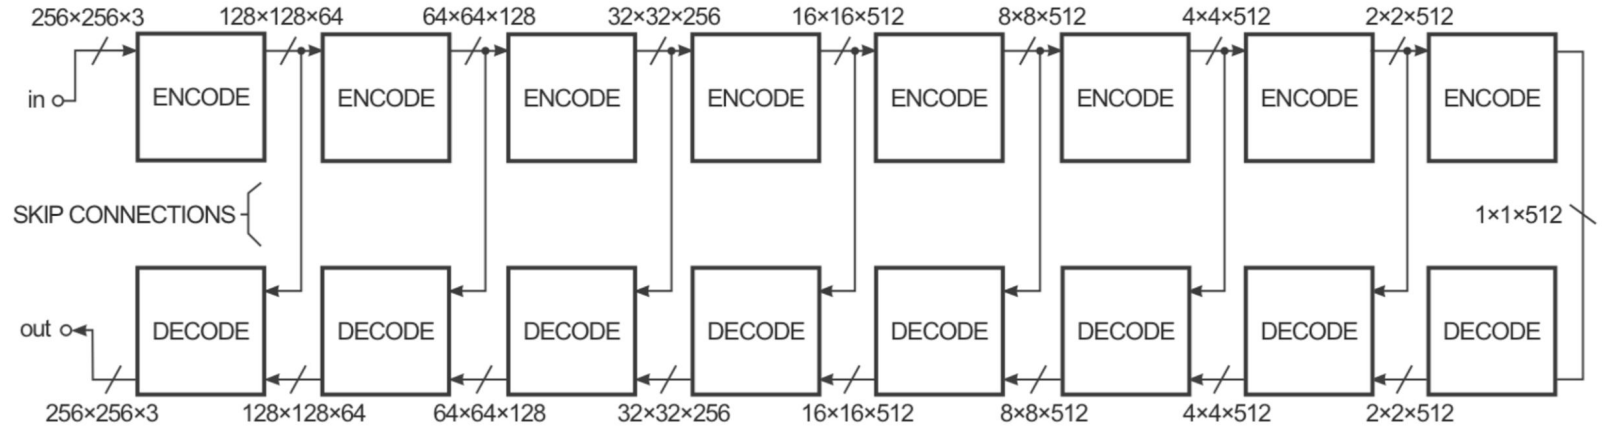 256×256×3
128×128×64
64×64×128
32×32×256
16×16×512
8×8×512
4×4×512
2×2×512
in
ENCODE
ENCODE
ENCODE
ENCODE
ENCODE
ENCODE
ENCODE
ENCODE
SKIP CONNECTIONS
1×1×512
out
DECODE
DECODE
DECODE
DECODE
DECODE
DECODE
DECODE
DECODE
256×256×3
128×128×64
64×64×128
32×32×256
16×16×512
8×8×512
4×4×512
2×2×512